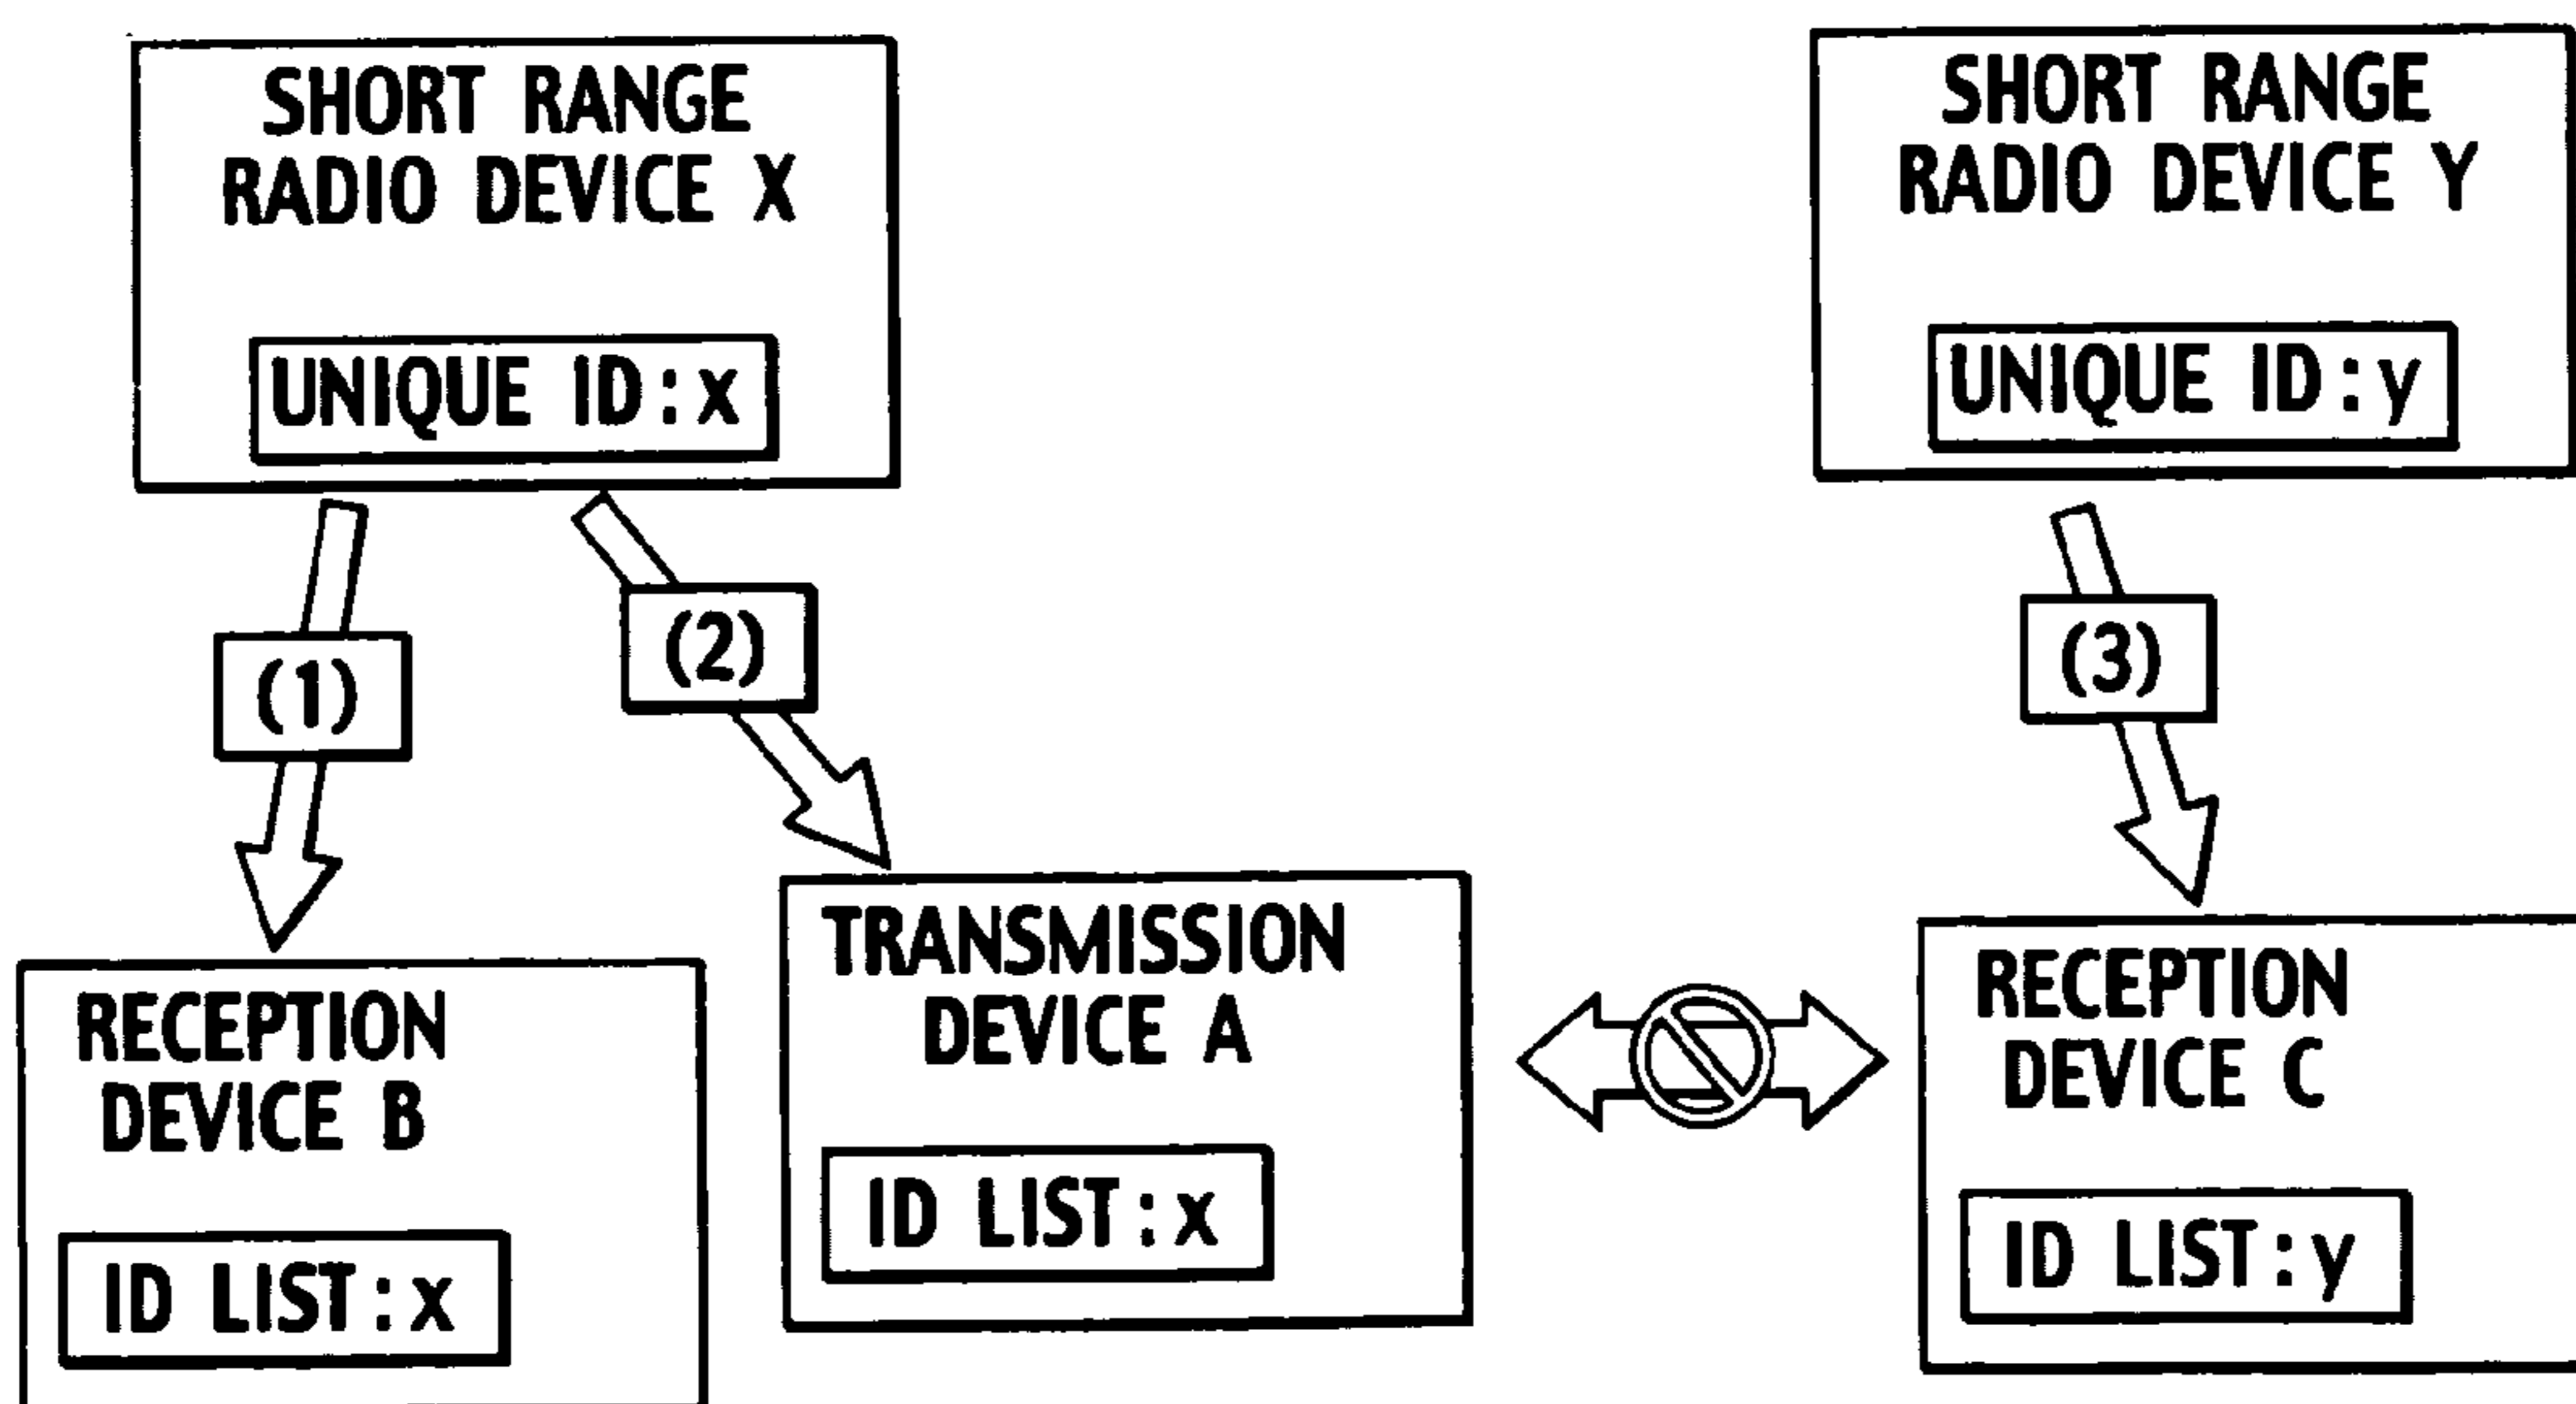 SHORT RANGE
RADIO DEVICE X
UNIQUE ID:x
SHORT RANGE
RADIO DEVICE Y
UNIQUE ID:y
(1)
(2)
(3)
RECEPTION
DEVICE B
ID LIST:x
TRANSMISSION
DEVICE A
ID LIST:x
RECEPTION
DEVICE C
ID LIST:y